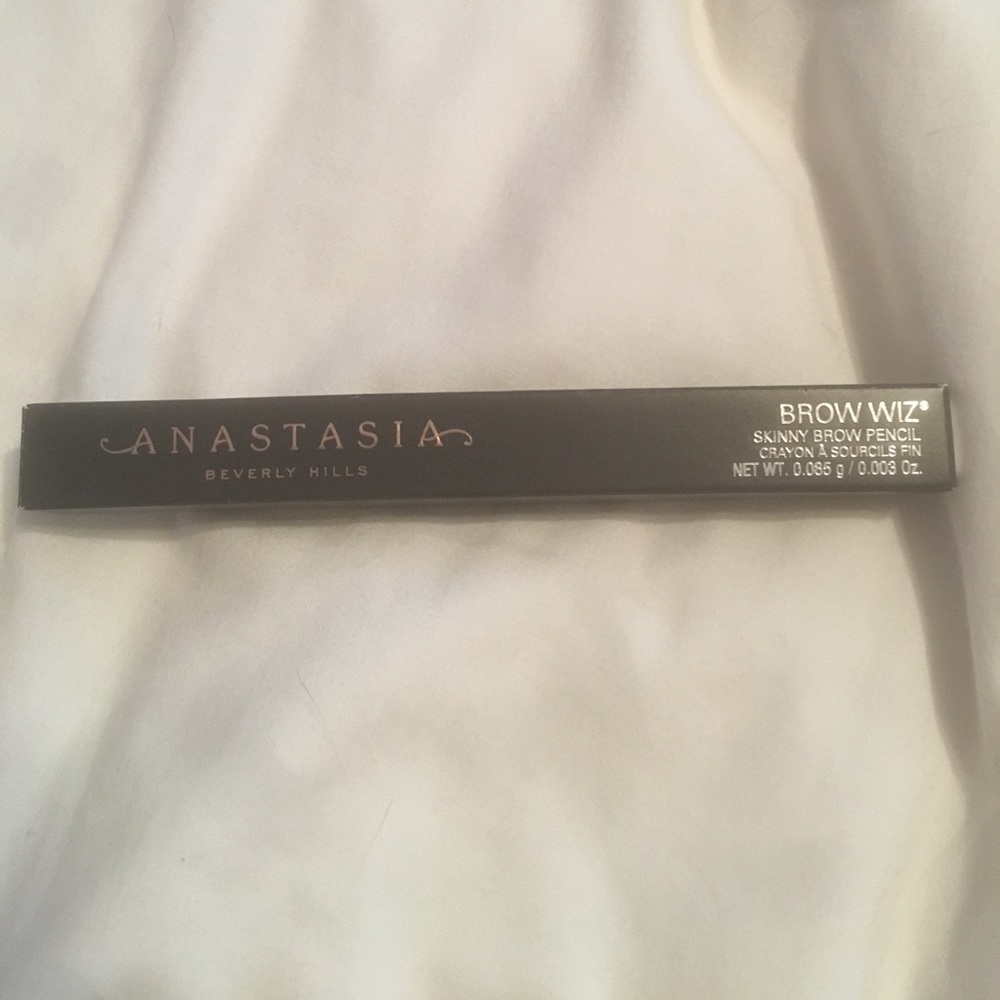 ANASTASIA
BEVERLY HILLS
BROW WIZ®
SKINNY BROW PENCIL
CRAYON À SOURCILS FIN
NET WT. 0.085 g / 0.003 Oz.